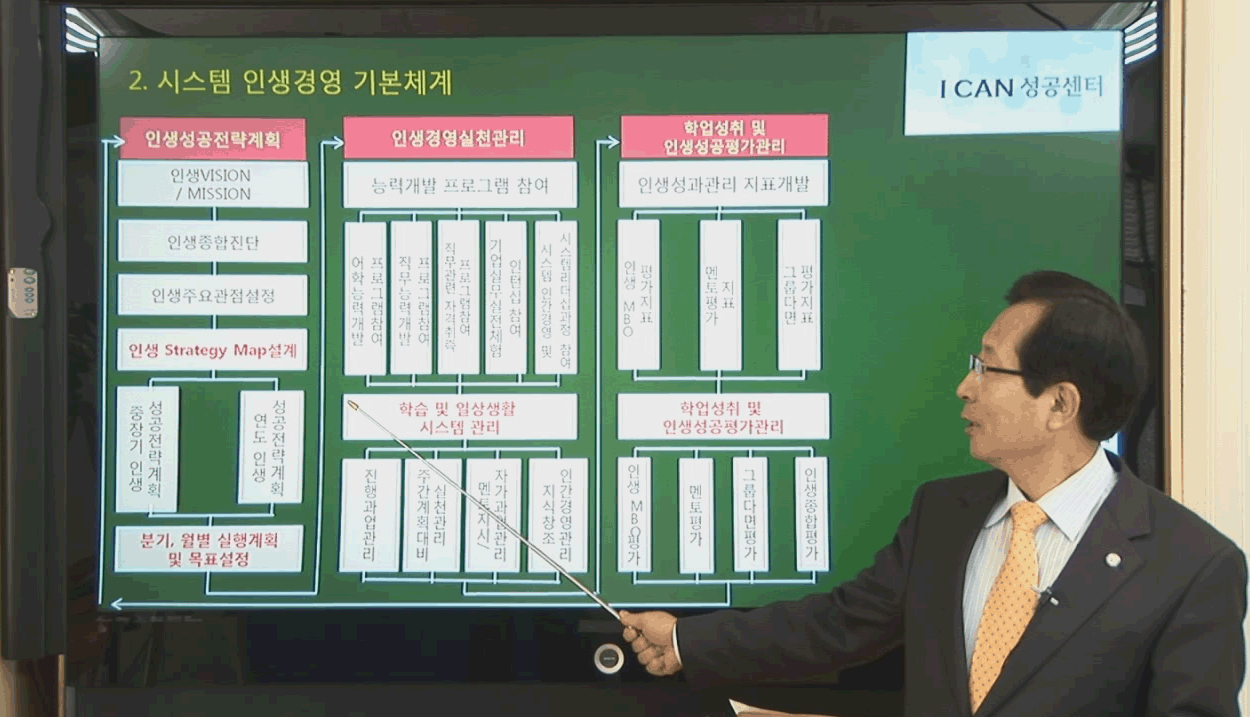 2. 시스템 인생경영 기본체계
I CAN 성공센터
인생성공전략계획
인생VISION
/ MISSION
인생종합진단
인생주요관점설정
인생 Strategy Map설계
중장기 인생
성공전략계획
연도 인생
성공전략계획
분기, 월별 실행계획
및 목표설정
인생경영실천관리
능력개발 프로그램 참여
어학능력개발
프로그램참여
직무능력개발
프로그램참여
직무관련 자격취득
프로그램참여
기업실무실전체험
인턴십 참여
시스템 인간경영 및
시스템리더십과정 참여
학습 및 일상생활
시스템 관리
진행과업관리
주간계획대비
실천관리
멘토지시/
자가과업관리
지식창조
인간경영관리
학업성취 및
인생성공평가관리
인생성과관리 지표개발
인생 MBO
평가지표
멘토평가
지표
그룹다면
평가지표
학업성취 및
인생성공평가관리
인생 MBO평가
멘토평가
그룹다면평가
인생종합평가